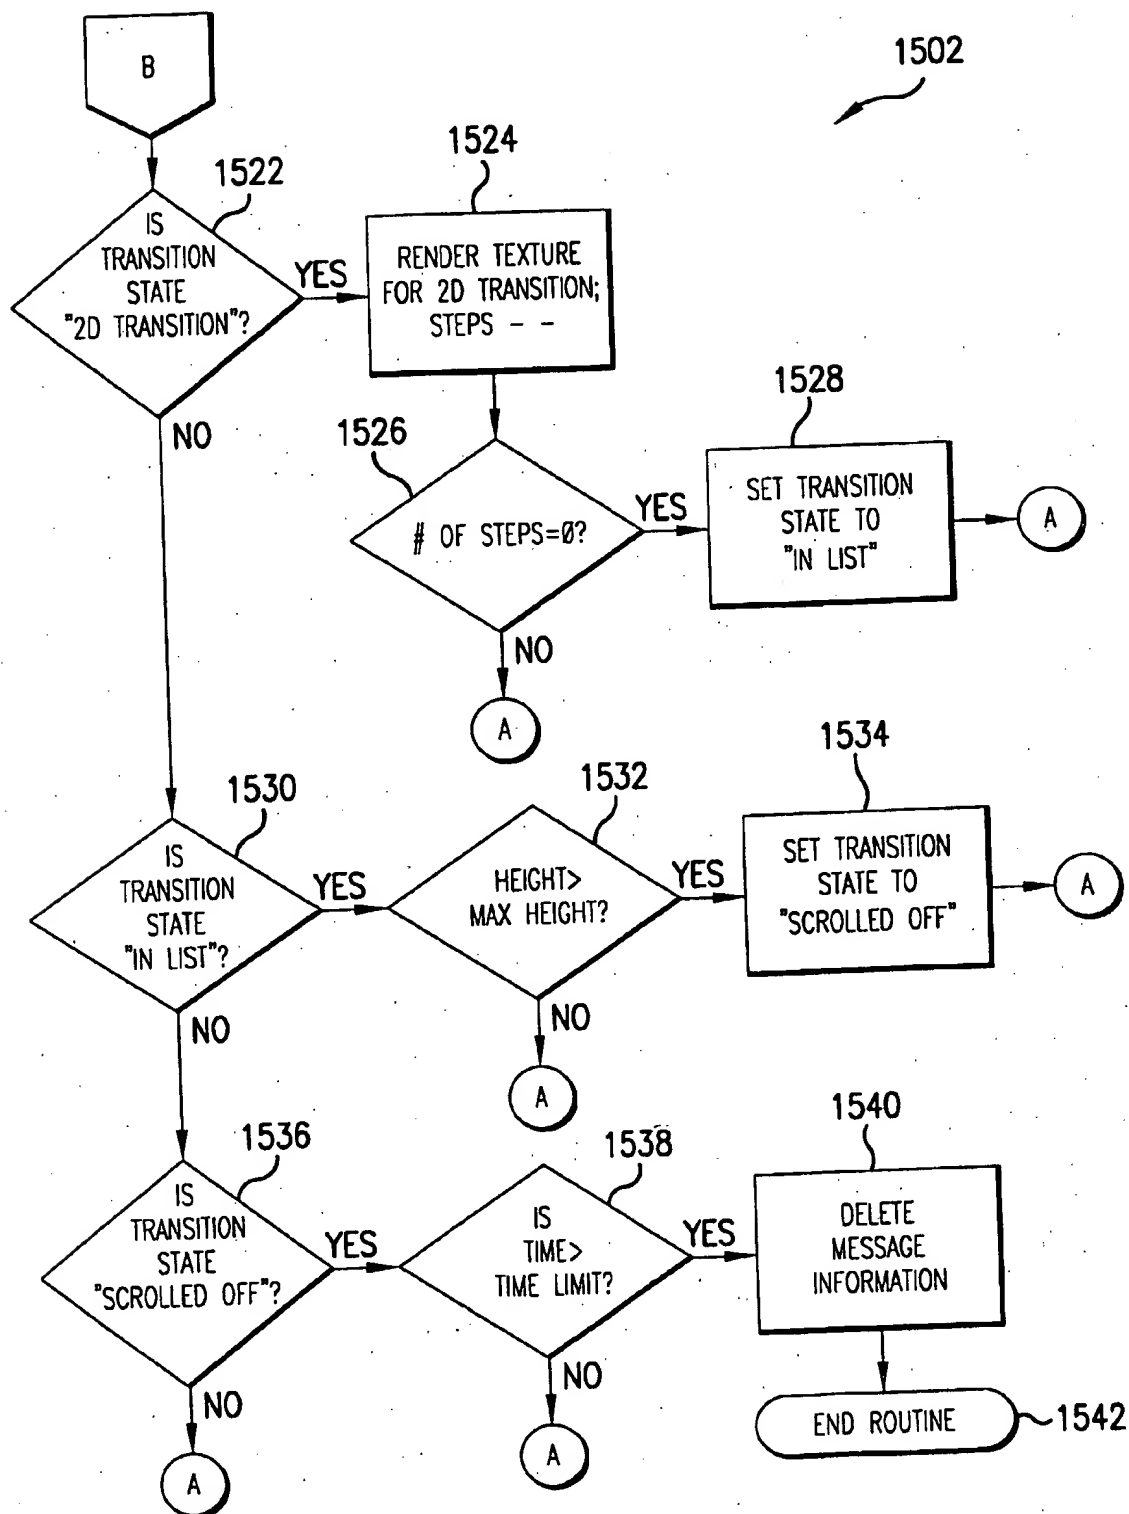 B
1502
1522
1524
IS
TRANSITION
STATE
"2D TRANSITION"?
YES
RENDER TEXTURE
FOR 2D TRANSITION;
STEPS - -
NO
1526
1528
# OF STEPS=Ø?
YES
SET TRANSITION
STATE TO
"IN LIST"
A
NO
A
1530
1532
1534
IS
TRANSITION
STATE
"IN LIST"?
YES
HEIGHT>
MAX HEIGHT?
YES
SET TRANSITION
STATE TO
"SCROLLED OFF"
A
NO
NO
A
1536
1538
1540
IS
TRANSITION
STATE
"SCROLLED OFF"?
YES
IS
TIME>
TIME LIMIT?
YES
DELETE
MESSAGE
INFORMATION
NO
NO
A
A
END ROUTINE
1542